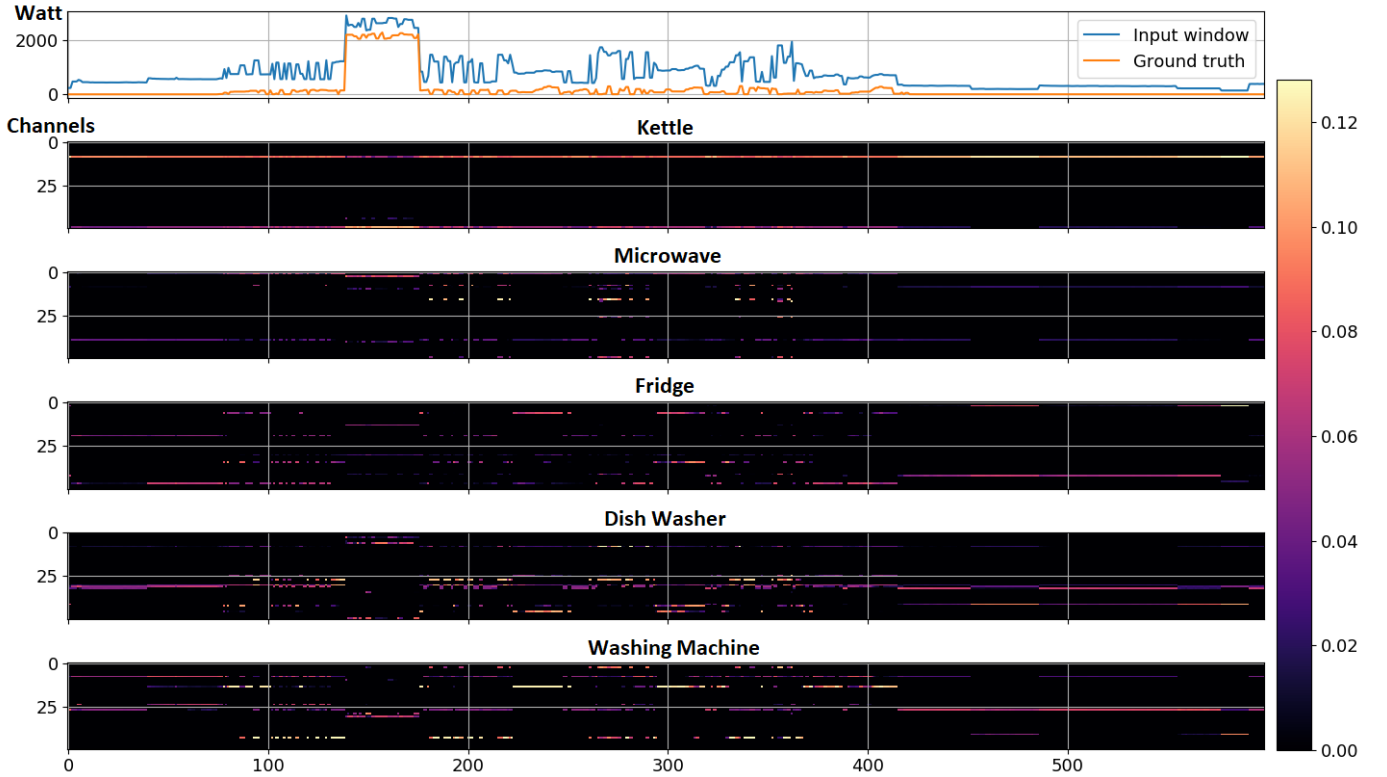 Watt
2000
0
Input window
Ground truth
Channels
Kettle
0
25
0.12
Microwave
0
25
0.10
0.08
Fridge
0
25
0.06
Dish Washer
0
25
0.04
Washing Machine
0
25
0.02
0.00
0 100 200 300 400 500